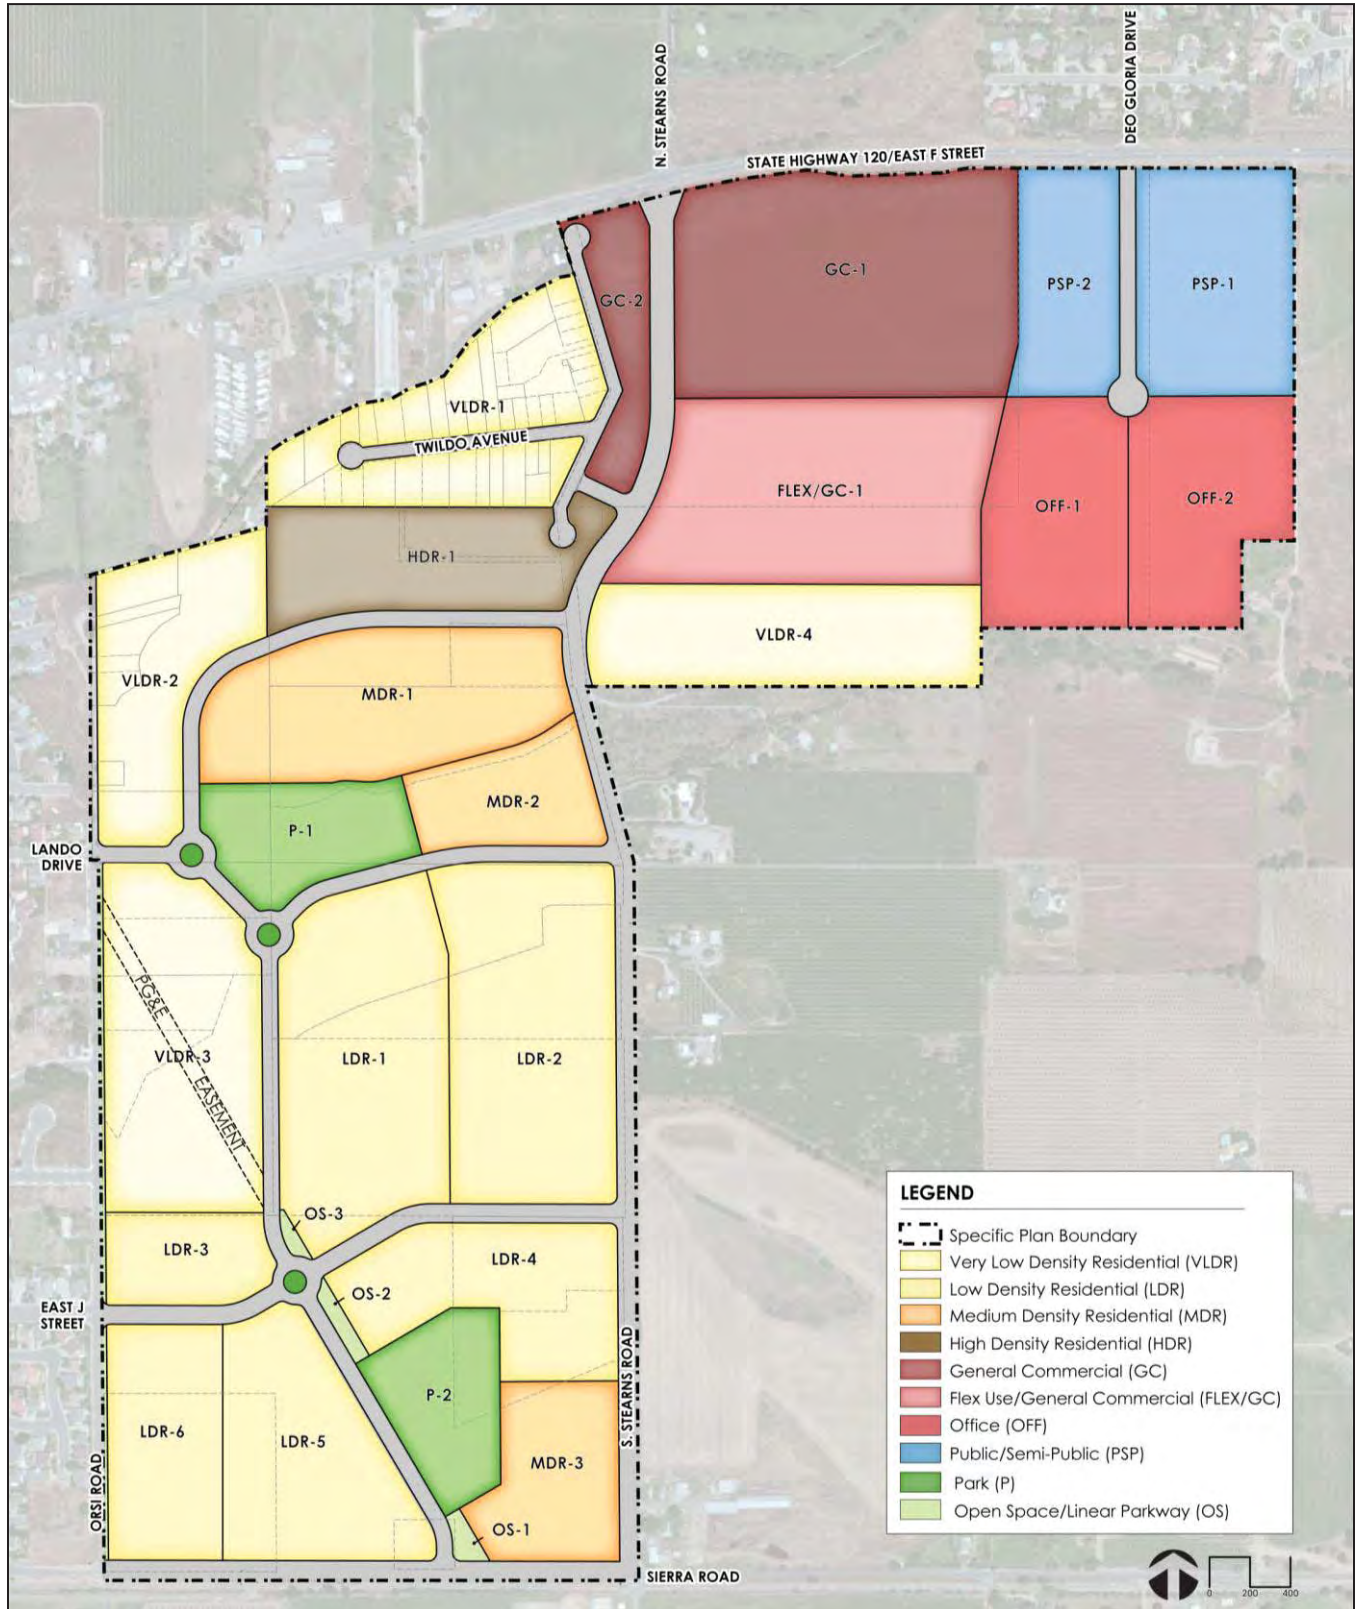 N. STEARNS ROAD
DEO GLORIA DRIVE
STATE HIGHWAY 120/EAST F STREET
GC-1
PSP-2
PSP-1
GC-2
VLDR-1
TWILDO AVENUE
FLEX/GC-1
OFF-1
OFF-2
HDR-1
VLDR-4
VLDR-2
MDR-1
MDR-2
P-1
LANDO
DRIVE
PG&E
EASEMENT
VLDR-3
LDR-1
LDR-2
OS-3
LDR-3
LDR-4
OS-2
EAST J
STREET
P-2
S. STEARNS ROAD
LDR-6
LDR-5
MDR-3
ORSI ROAD
OS-1
SIERRA ROAD
LEGEND
Specific Plan Boundary
Very Low Density Residential (VLDR)
Low Density Residential (LDR)
Medium Density Residential (MDR)
High Density Residential (HDR)
General Commercial (GC)
Flex Use/General Commercial (FLEX/GC)
Office (OFF)
Public/Semi-Public (PSP)
Park (P)
Open Space/Linear Parkway (OS)
0 200 400